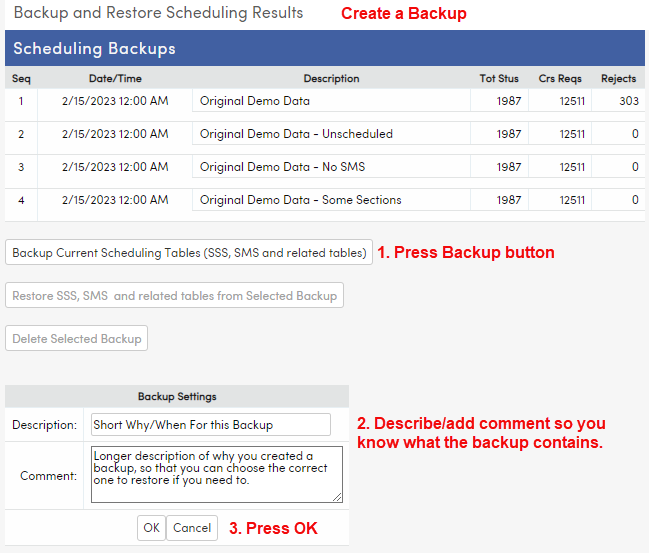 Backup and Restore Scheduling Results Create a Backup
Scheduling Backups
Seq Date/Time Description Tot Stus Crs Reqs Rejects
1 2/15/2023 12:00 AM Original Demo Data 1987 12511 303
2 2/15/2023 12:00 AM Original Demo Data - Unscheduled 1987 12511 0
3 2/15/2023 12:00 AM Original Demo Data - No SMS 1987 12511 0
4 2/15/2023 12:00 AM Original Demo Data - Some Sections 1987 12511 0
Backup Current Scheduling Tables (SSS, SMS and related tables) 1. Press Backup button
Restore SSS, SMS and related tables from Selected Backup
Delete Selected Backup
Backup Settings
Description: Short Why/When For this Backup
2. Describe/add comment so you
know what the backup contains.
Comment: Longer description of why you created a
backup, so that you can choose the correct
one to restore if you need to.
OK Cancel 3. Press OK